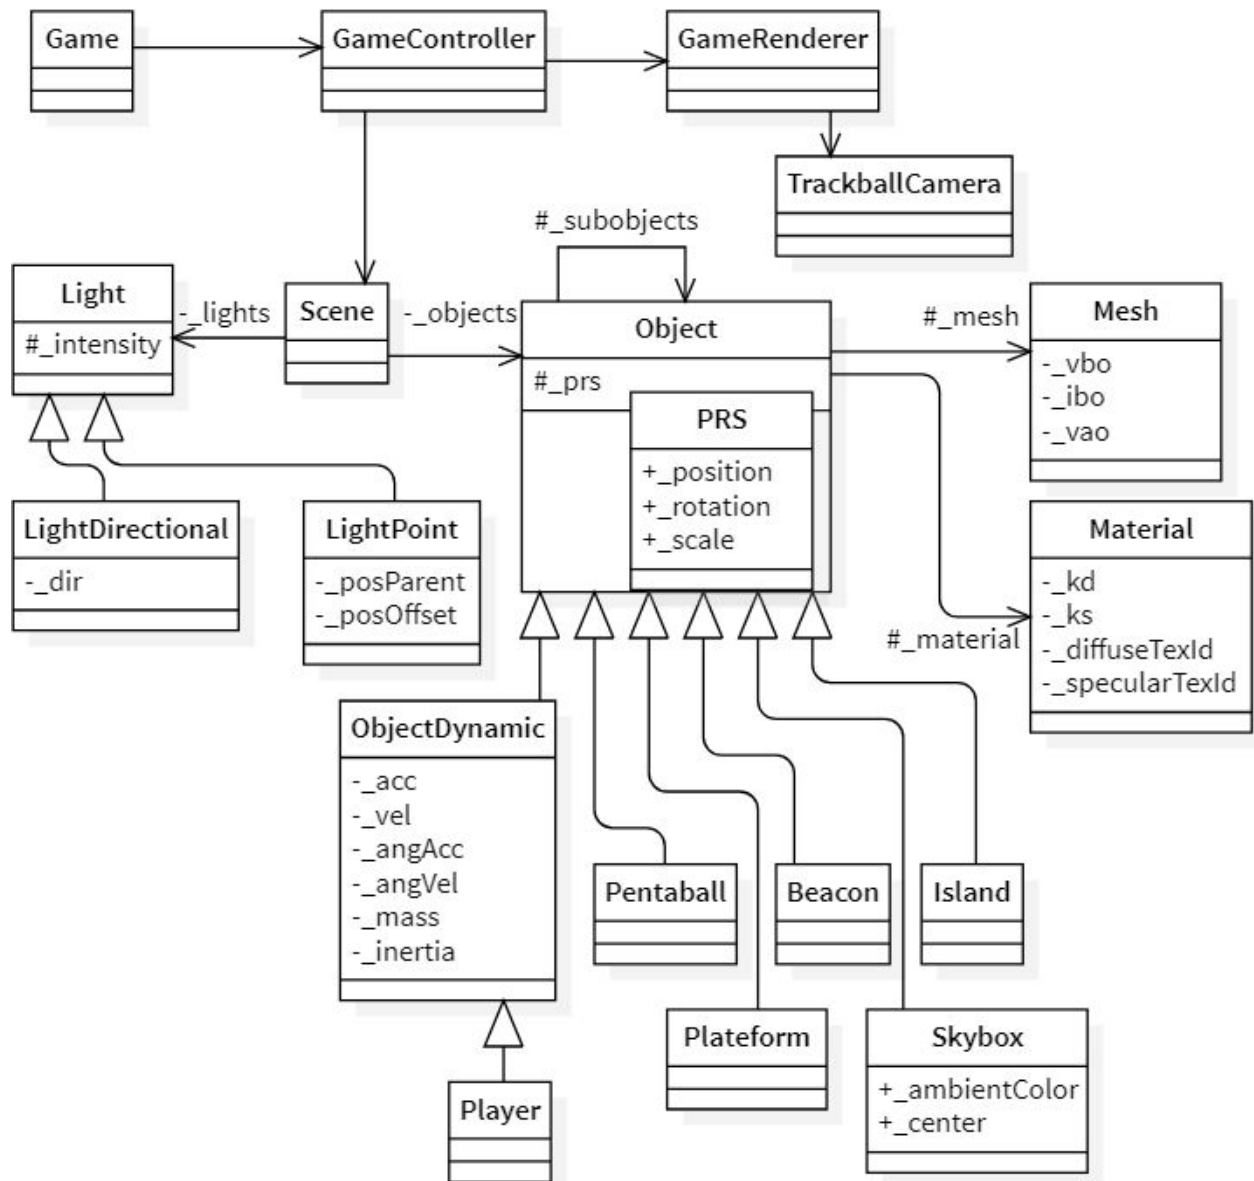 Game
GameController
GameRenderer
TrackballCamera
#_subobjects
Light
#_intensity
-_lights
Scene
-_objects
Object
#_prs
PRS
+_position
+_rotation
+_scale
#_mesh
Mesh
-_vbo
-_ibo
-_vao
LightDirectional
-_dir
LightPoint
-_posParent
-_posOffset
#_material
Material
-_kd
-_ks
-_diffuseTexId
-_specularTexId
ObjectDynamic
-_acc
-_vel
-_angAcc
-_angVel
-_mass
-_inertia
Pentaball
Beacon
Island
Plateform
Skybox
+_ambientColor
+_center
Player